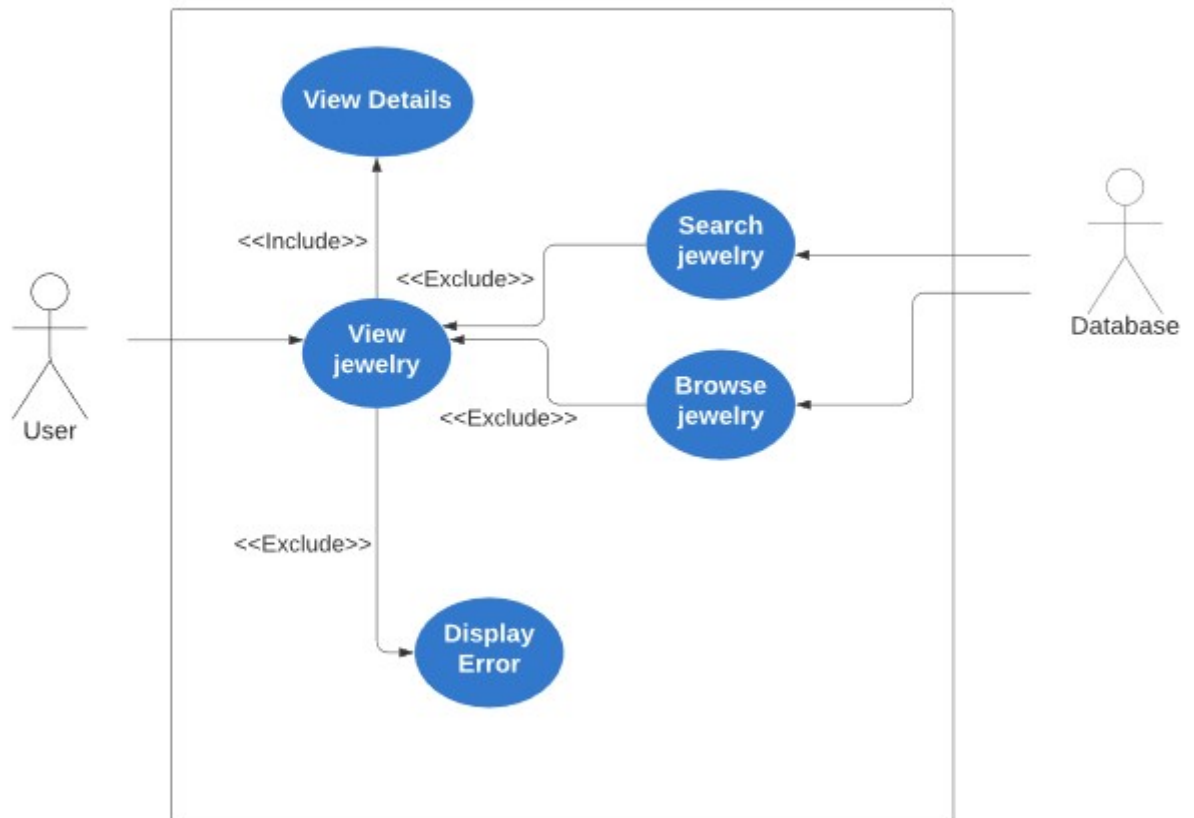 View Details
Search
jewelry
<<Include>>
<<Exclude>>
View
jewelry
Database
Browse
jewelry
<<Exclude>>
User
<<Exclude>>
Display
Error